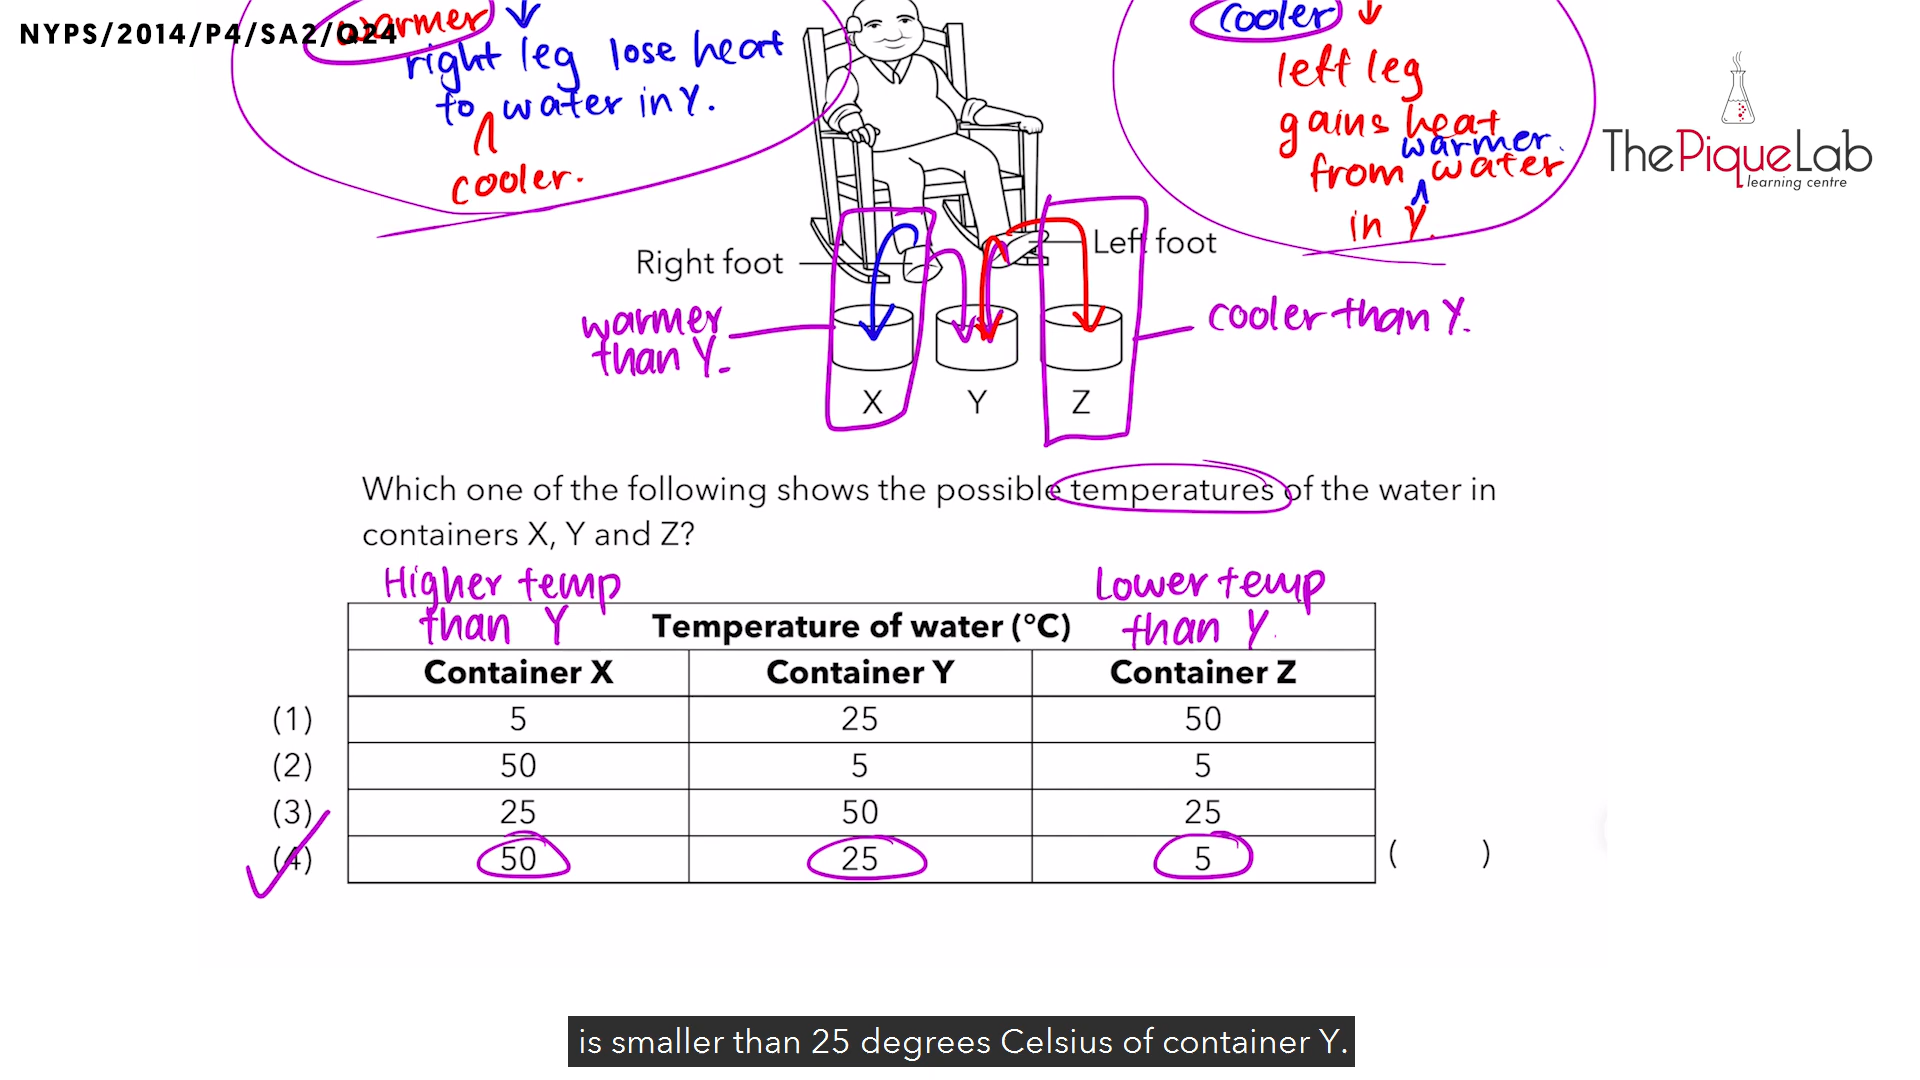 NYPS/2014/P4/SA2/Q24
warmer
right leg lose heat
to water in Y.
cooler.
cooler
left leg
gains heat
warmer.
from water
in Y.
ThePiqueLab
learning centre
Right foot
Left foot
warmer
than Y.
cooler than Y.
X Y Z
Which one of the following shows the possible temperatures of the water in
containers X, Y and Z?
Higher temp
than Y
Lower temp
than Y.
Temperature of water (°C)
Container X Container Y Container Z
(1) 5 25 50
(2) 50 5 5
(3) 25 50 25
(4) 50 25 5 ( )
is smaller than 25 degrees Celsius of container Y.